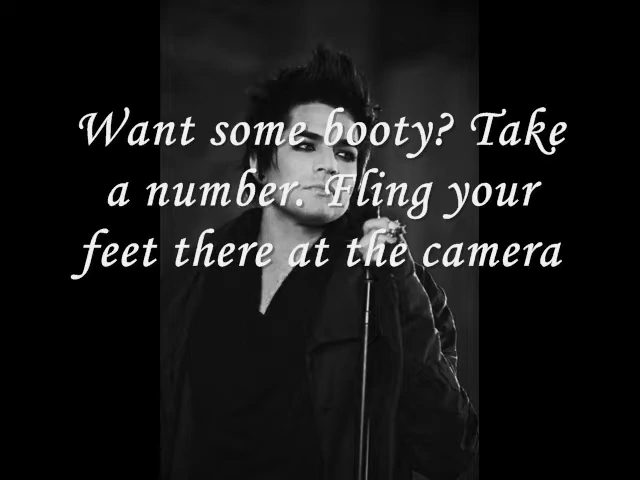 Want some booty? Take
a number. Fling your
feet there at the camera